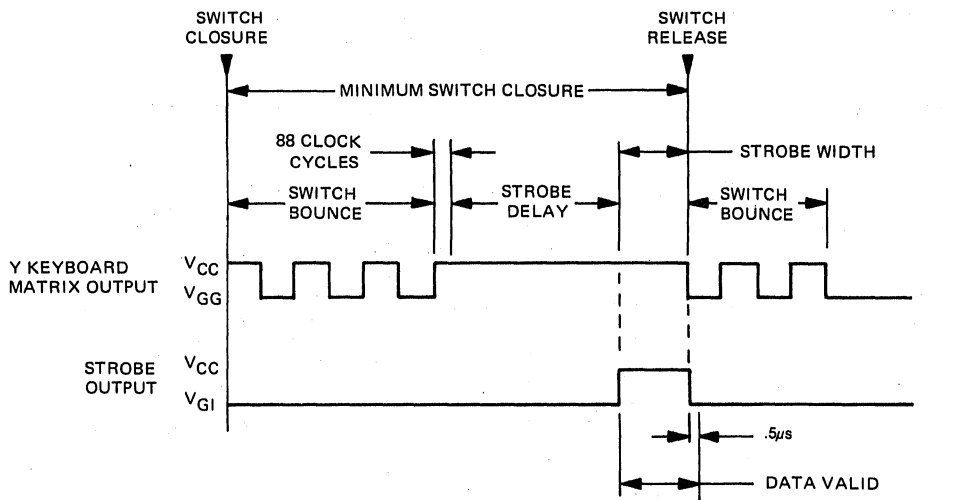 SWITCH
CLOSURE
SWITCH
RELEASE
MINIMUM SWITCH CLOSURE
88 CLOCK
CYCLES
STROBE WIDTH
SWITCH
BOUNCE
STROBE
DELAY
SWITCH
BOUNCE
Y KEYBOARD
MATRIX OUTPUT
VCC
VGG
STROBE
OUTPUT
VCC
VGI
.5μs
DATA VALID